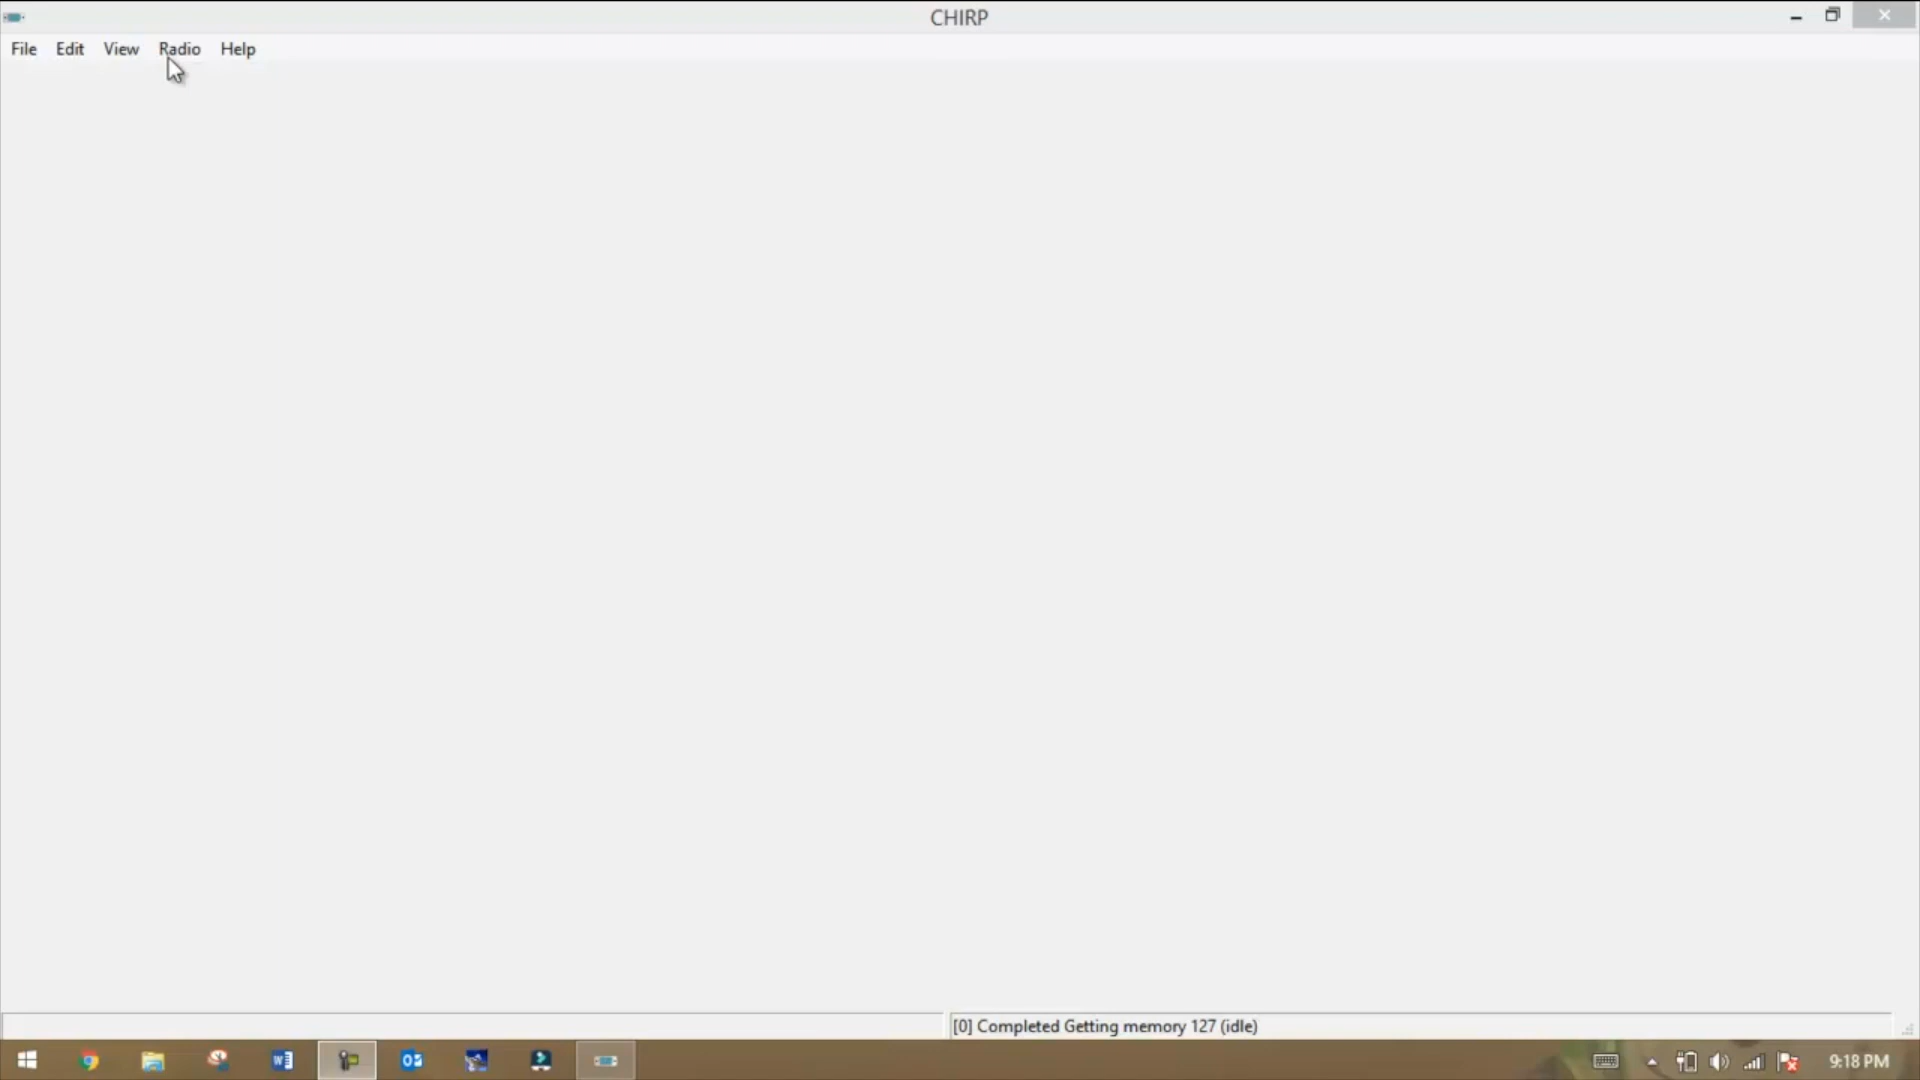 CHIRP
File Edit View Radio Help
[0] Completed Getting memory 127 (idle)
9:18 PM